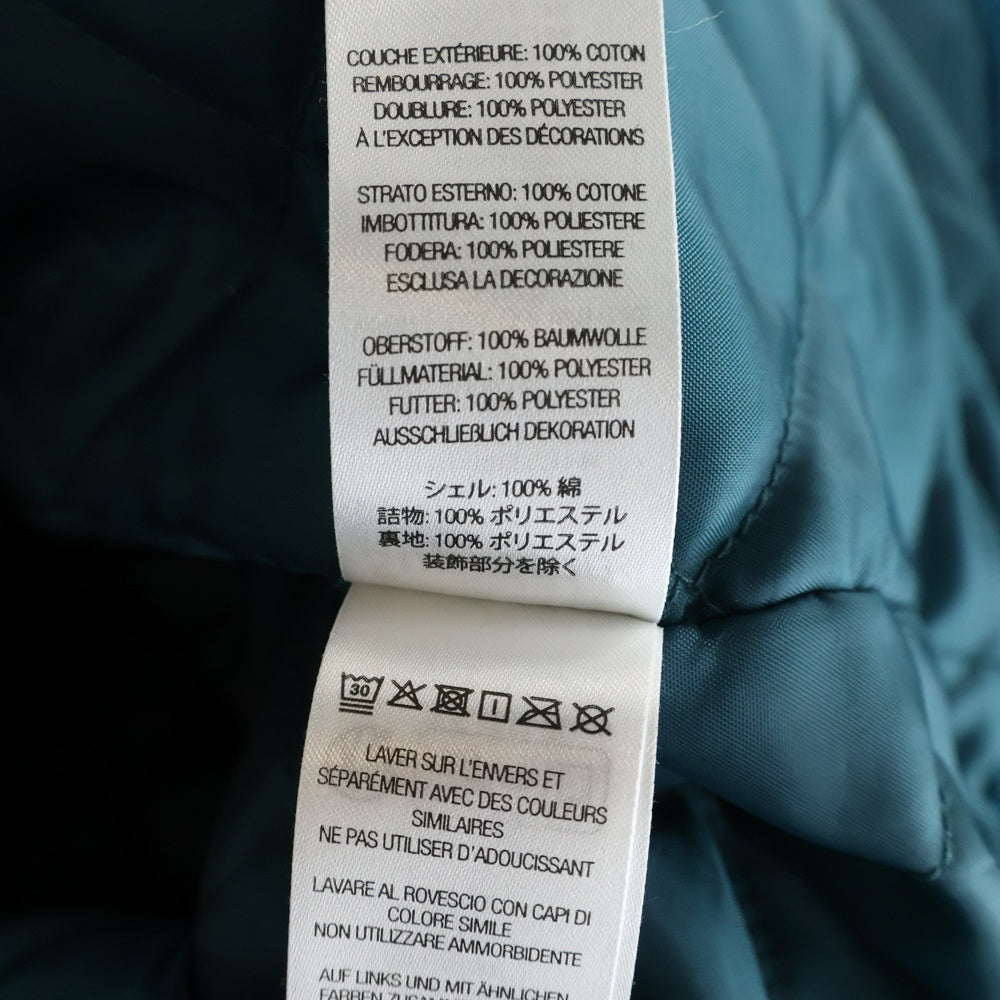 COUCHE EXTÉRIEURE: 100% COTON
REMBOURRAGE: 100% POLYESTER
DOUBLURE: 100% POLYESTER
À L'EXCEPTION DES DÉCORATIONS
STRATO ESTERNO: 100% COTONE
IMBOTTITURA: 100% POLIESTERE
FODERA: 100% POLIESTERE
ESCLUSA LA DECORAZIONE
OBERSTOFF: 100% BAUMWOLLE
FÜLLMATERIAL: 100% POLYESTER
FUTTER: 100% POLYESTER
AUSSCHLIEßLICH DEKORATION
シェル: 100% 綿
詰物: 100% ポリエステル
裏地: 100% ポリエステル
装飾部分を除く
30
LAVER SUR L'ENVERS ET
SÉPARÉMENT AVEC DES COULEURS
SIMILAIRES
NE PAS UTILISER D'ADOUCISSANT
LAVARE AL ROVESCIO CON CAPI DI
COLORE SIMILE
NON UTILIZZARE AMMORBIDENTE
AUF LINKS UND MIT ÄHNLICHEN
FARBEN